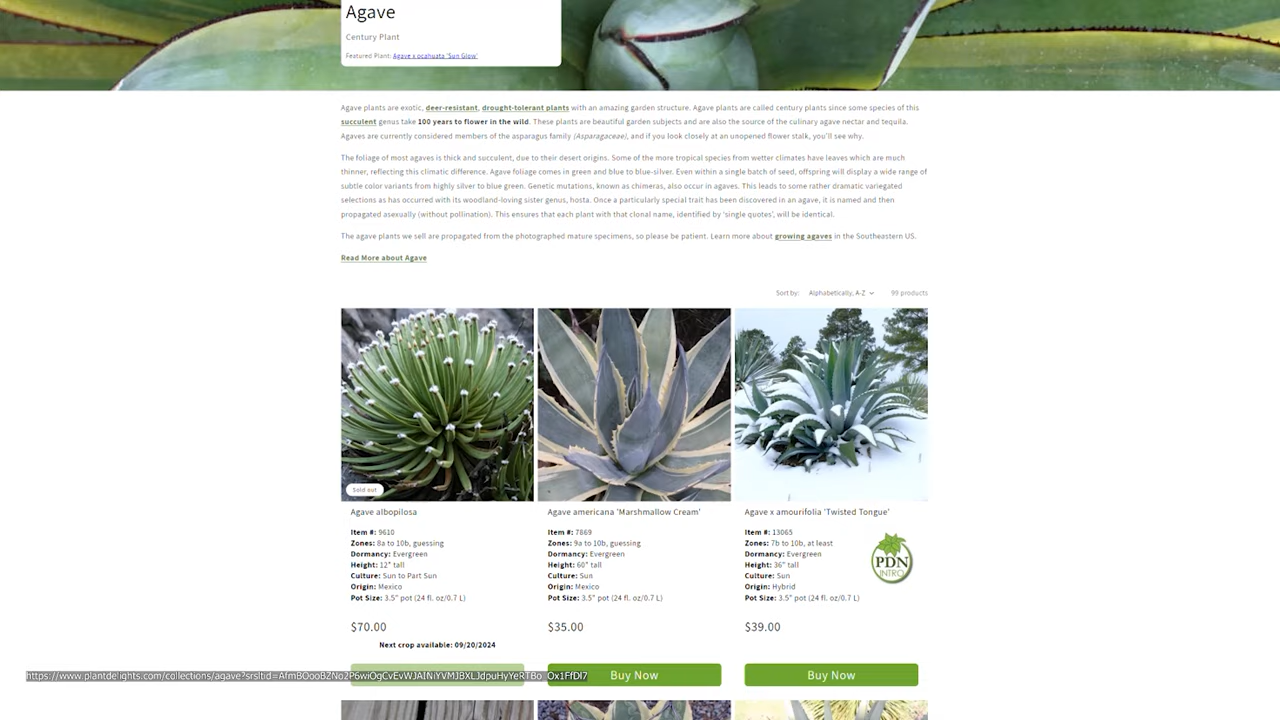 Agave
Century Plant
Featured Plant: Agave x ocahuata 'Sun Glow'
Agave plants are exotic, deer-resistant, drought-tolerant plants with an amazing garden structure. Agave plants are called century plants since some species of this
succulent genus take 100 years to flower in the wild. These plants are beautiful garden subjects and are also the source of the culinary agave nectar and tequila.
Agaves are currently considered members of the asparagus family (Asparagaceae), and if you look closely at an unopened flower stalk, you'll see why.
The foliage of most agaves is thick and succulent, due to their desert origins. Some of the more tropical species from wetter climates have leaves which are much
thinner, reflecting this climatic difference. Agave foliage comes in green and blue to blue-silver. Even within a single batch of seed, offspring will display a wide range of
subtle color variants from highly silver to blue green. Genetic mutations, known as chimeras, also occur in agaves. This leads to some rather dramatic variegated
selections as has occurred with its woodland-loving sister genus, hosta. Once a particularly special trait has been discovered in an agave, it is named and then
propagated asexually (without pollination). This ensures that each plant with that clonal name, identified by 'single quotes', will be identical.
The agave plants we sell are propagated from the photographed mature specimens, so please be patient. Learn more about growing agaves in the Southeastern US.
Read More about Agave
Sort by: Alphabetically, A-Z 99 products
Sold out
Agave albopilosa
Item #: 9610
Zones: 8a to 10b, guessing
Dormancy: Evergreen
Height: 12" tall
Culture: Sun to Part Sun
Origin: Mexico
Pot Size: 3.5" pot (24 fl. oz/0.7 L)
$70.00
Next crop available: 09/20/2024
Agave americana 'Marshmallow Cream'
Item #: 7869
Zones: 9a to 10b, guessing
Dormancy: Evergreen
Height: 60" tall
Culture: Sun
Origin: Mexico
Pot Size: 3.5" pot (24 fl. oz/0.7 L)
$35.00
Buy Now
Agave x amourifolia 'Twisted Tongue'
Item #: 13065
Zones: 7b to 10b, at least
Dormancy: Evergreen
Height: 36" tall
Culture: Sun
Origin: Hybrid
Pot Size: 3.5" pot (24 fl. oz/0.7 L)
PDN
INTRO
$39.00
Buy Now